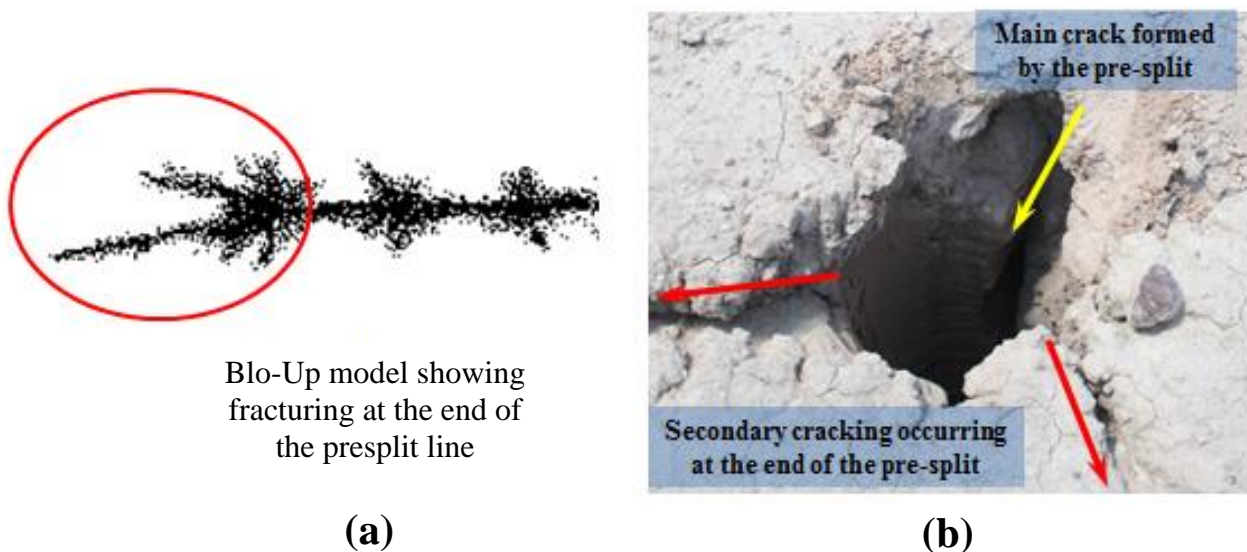 Main crack formed
by the pre-split
Blo-Up model showing
fracturing at the end of
the presplit line
Secondary cracking occurring
at the end of the pre-split
(a)
(b)